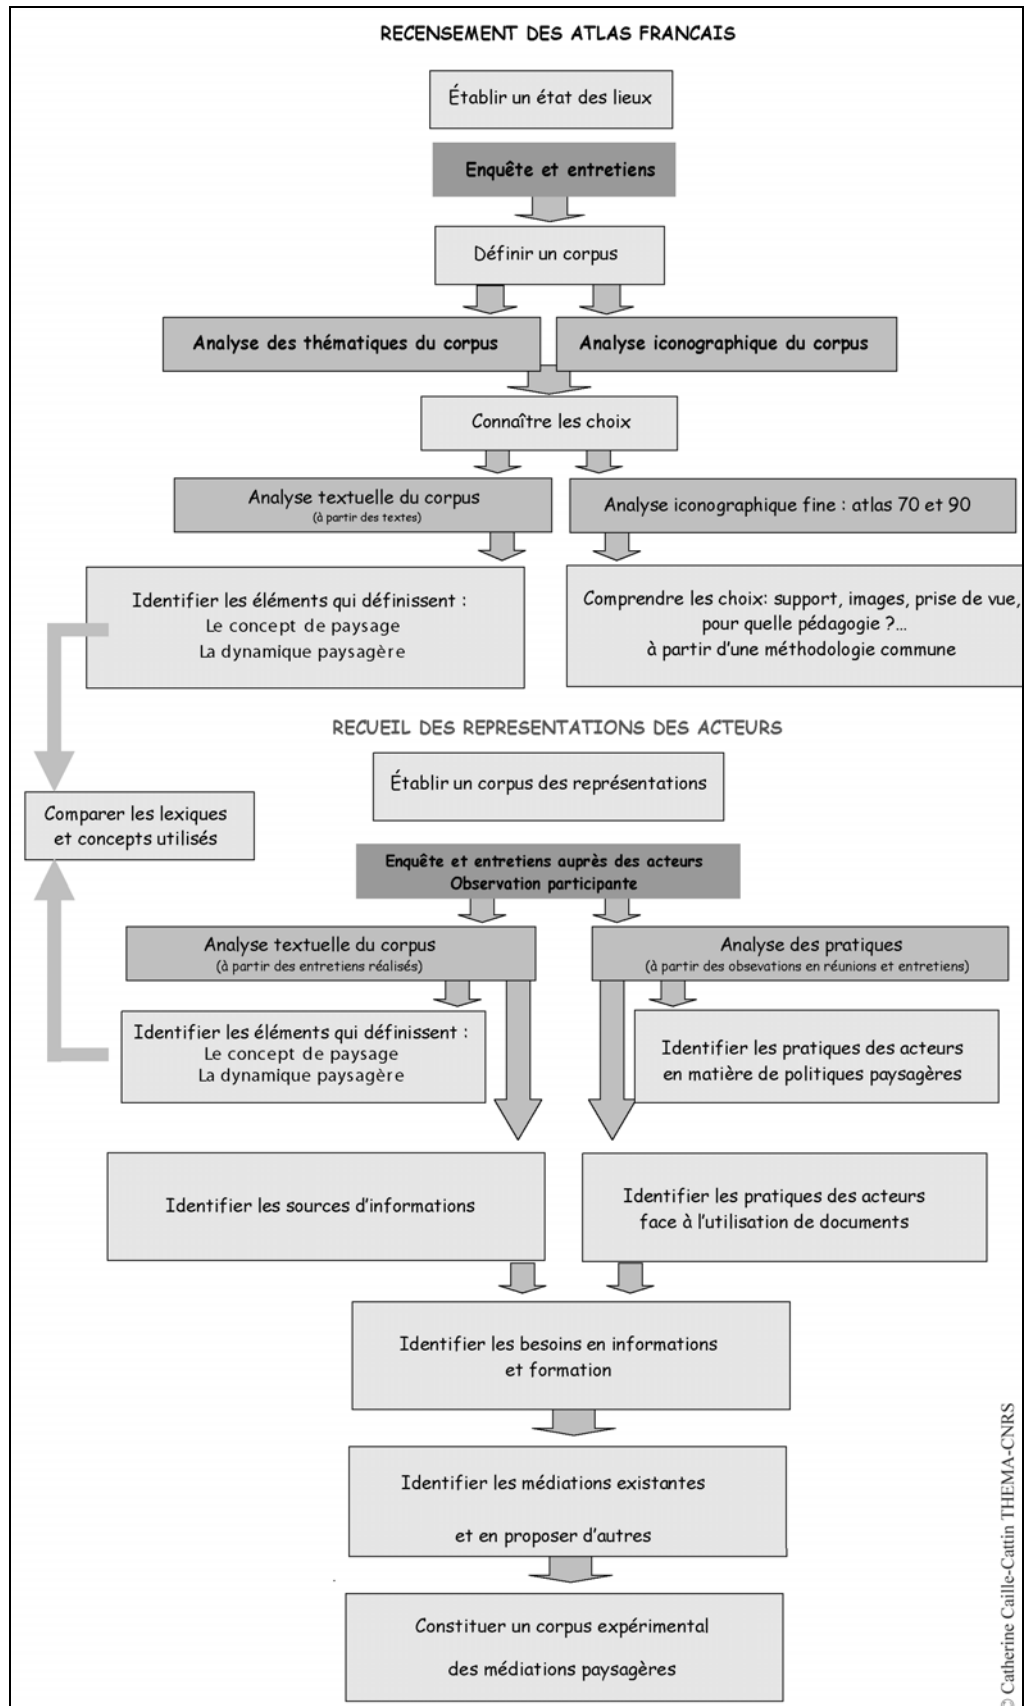 RECENSEMENT DES ATLAS FRANCAIS
Établir un état des lieux
Enquête et entretiens
Définir un corpus
Analyse des thématiques du corpus
Analyse iconographique du corpus
Connaître les choix
Analyse textuelle du corpus
(à partir des textes)
Analyse iconographique fine : atlas 70 et 90
Identifier les éléments qui définissent :
Le concept de paysage
La dynamique paysagère
Comprendre les choix: support, images, prise de vue,
pour quelle pédagogie ?...
à partir d'une méthodologie commune
RECUEIL DES REPRESENTATIONS DES ACTEURS
Établir un corpus des représentations
Comparer les lexiques
et concepts utilisés
Enquête et entretiens auprès des acteurs
Observation participante
Analyse textuelle du corpus
(à partir des entretiens réalisés)
Analyse des pratiques
(à partir des obsevations en réunions et entretiens)
Identifier les éléments qui définissent :
Le concept de paysage
La dynamique paysagère
Identifier les pratiques des acteurs
en matière de politiques paysagères
Identifier les sources d'informations
Identifier les pratiques des acteurs
face à l'utilisation de documents
Identifier les besoins en informations
et formation
Identifier les médiations existantes
et en proposer d'autres
Constituer un corpus expérimental
des médiations paysagères
© Catherine Caille-Cattin THEMA-CNRS